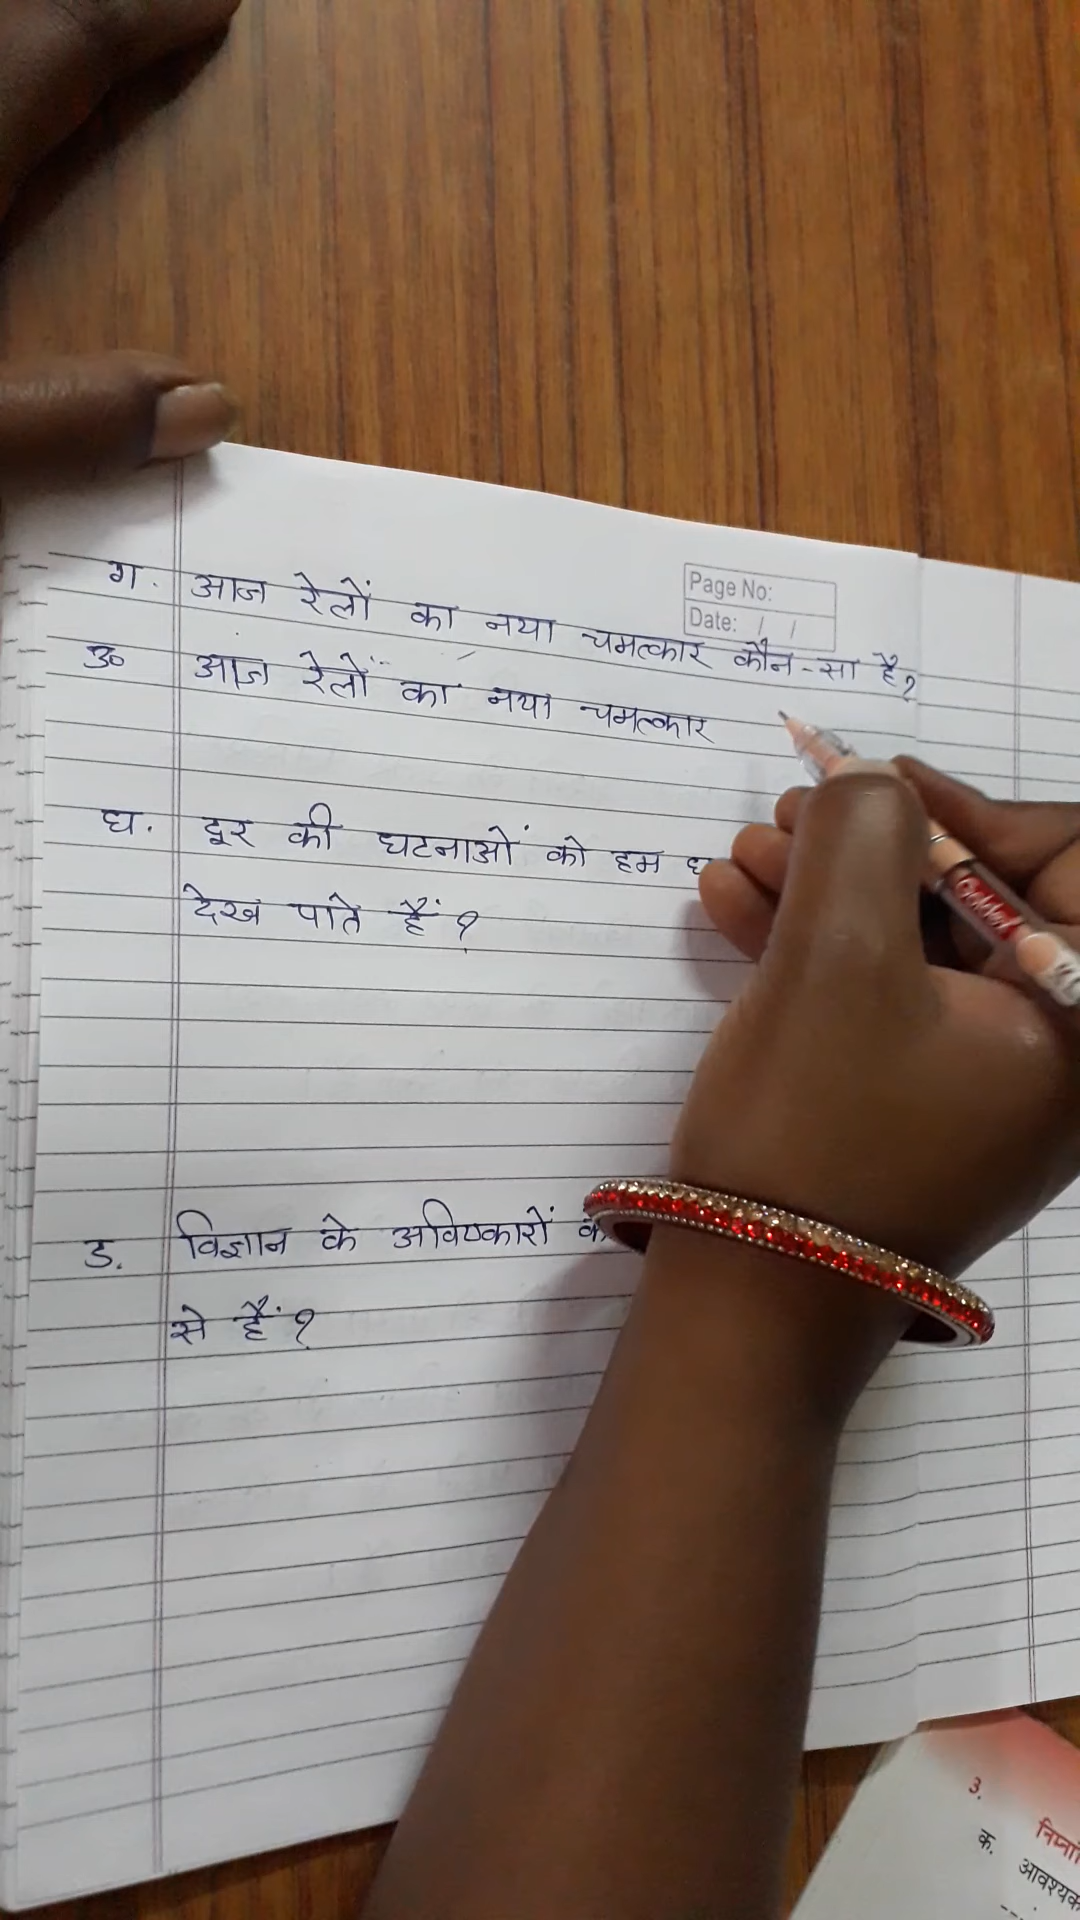 Page No:
Date: / /
ग. आज रेलों का नया चमत्कार कौन-सा है?
उ० आज रेलों का नया चमत्कार
घ. दूर की घटनाओं को हम
देख पाते हैं?
ड. विज्ञान के अविष्कारों
से हैं?
3.
क. आवश्यक